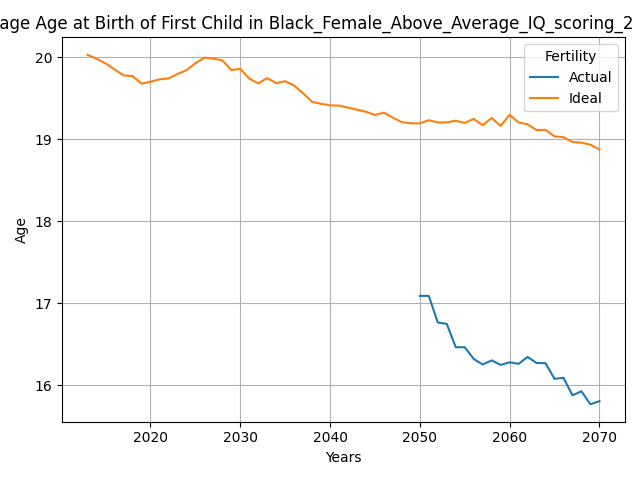 age Age at Birth of First Child in Black_Female_Above_Average_IQ_scoring_2
Fertility
Actual
Ideal
20
19
18
17
16
Age
2020 2030 2040 2050 2060 2070
Years